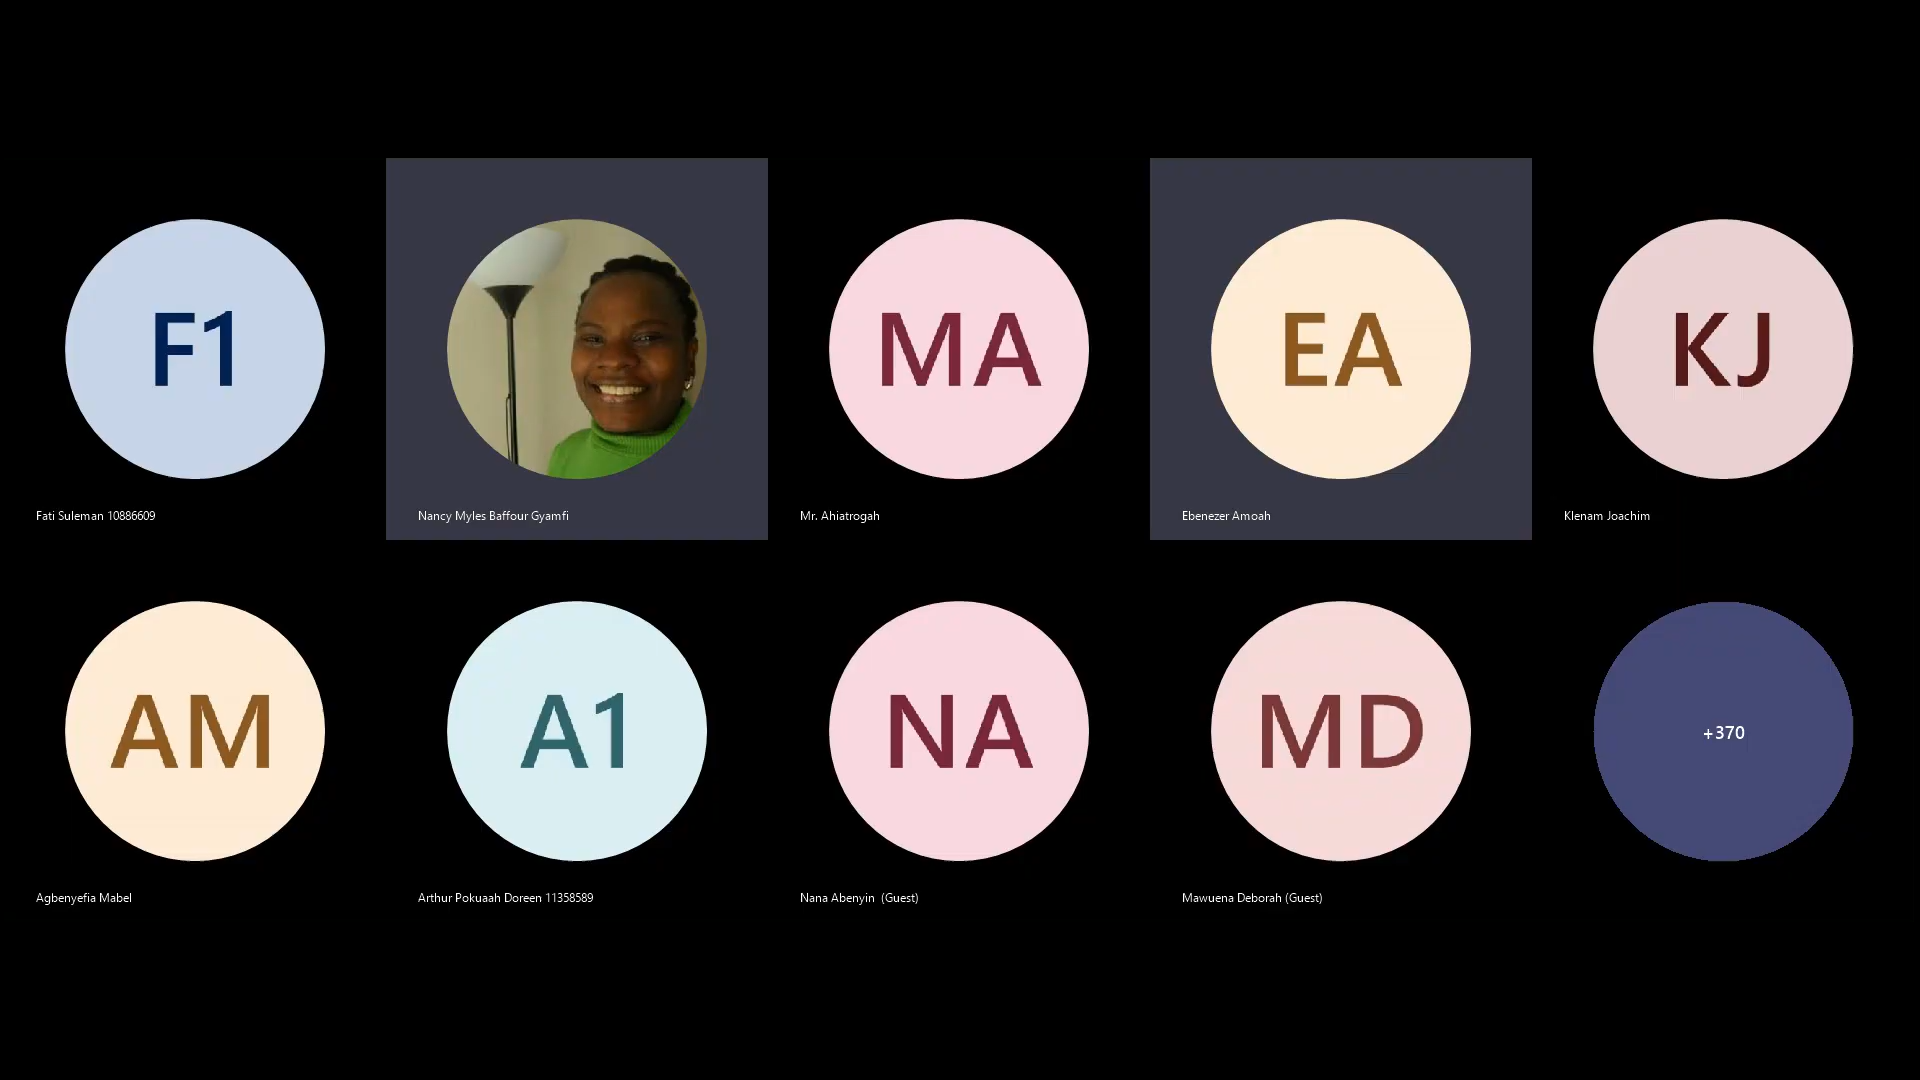 F1
MA
EA
KJ
Fati Suleman 10886609
Nancy Myles Baffour Gyamfi
Mr. Ahiatrogah
Ebenezer Amoah
Klenam Joachim
AM
A1
NA
MD
+370
Agbenyefia Mabel
Arthur Pokuaah Doreen 11358589
Nana Abenyin (Guest)
Mawuena Deborah (Guest)